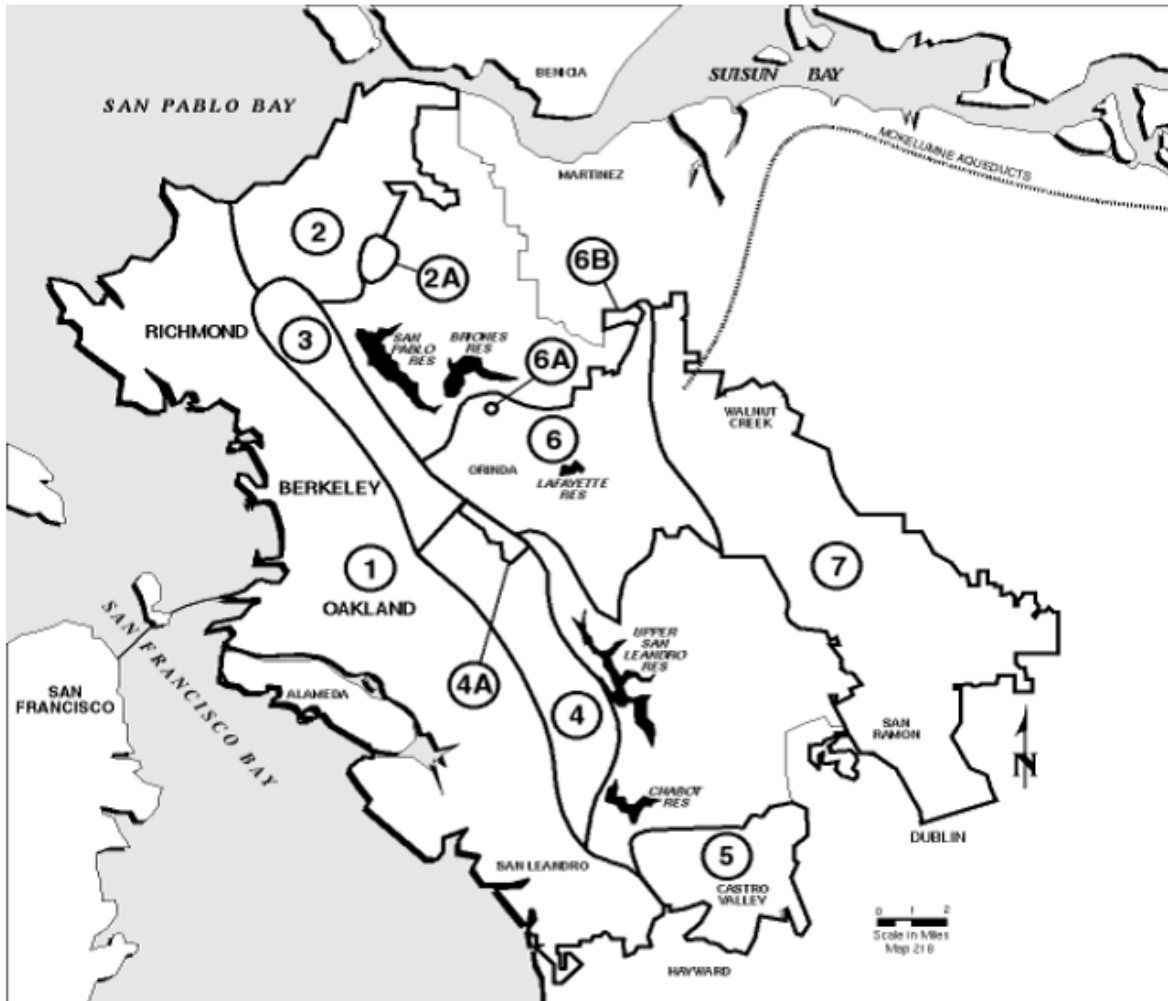 BENICIA
SUISUN BAY
SAN PABLO BAY
MOKELUMNE AQUEDUCTS
MARTINEZ
2
6B
2A
RICHMOND
3
SAN
PABLO
RES
BRIONES
RES
6A
WALNUT
CREEK
6
ORINDA
LAFAYETTE
RES
BERKELEY
1
7
OAKLAND
SAN FRANCISCO BAY
UPPER
SAN
LEANDRO
RES
4A
ALAMEDA
SAN
FRANCISCO
4
SAN
RAMON
N
CHABOT
RES
DUBLIN
5
SAN LEANDRO
CASTRO
VALLEY
0 1 2
Scale in Miles
Map 218
HAYWARD